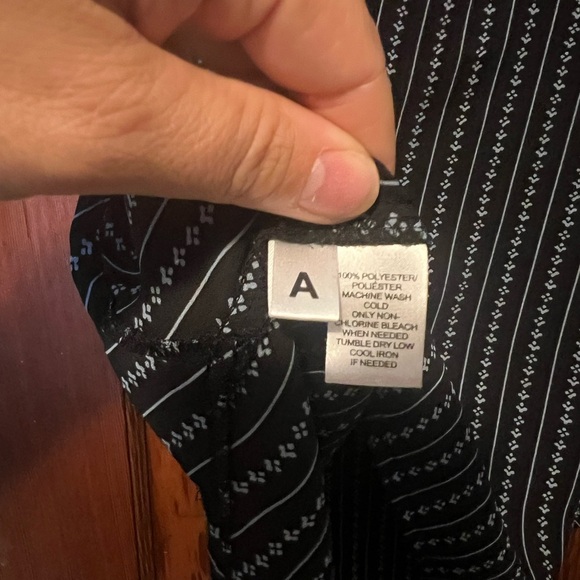 A
100% POLYESTER/
POLIÉSTER
MACHINE WASH
COLD
ONLY NON-
CHLORINE BLEACH
WHEN NEEDED
TUMBLE DRY LOW
COOL IRON
IF NEEDED